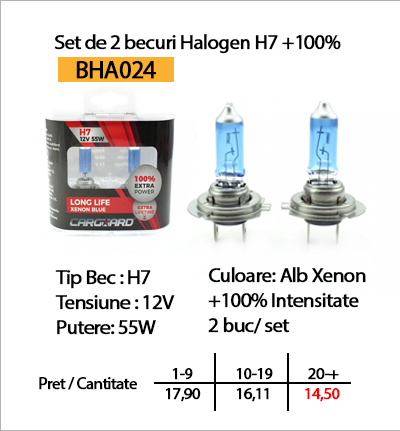 Set de 2 becuri Halogen H7 +100%
BHA024
H7
12V 55W
100%
EXTRA
POWER
LONG LIFE
XENON BLUE
EXTRA
LIFETIME
CARGUARD
Tip Bec : H7
Tensiune : 12V
Putere: 55W
Culoare: Alb Xenon
+100% Intensitate
2 buc/ set
Pret / Cantitate
1-9 10-19 20-+
17,90 16,11 14,50